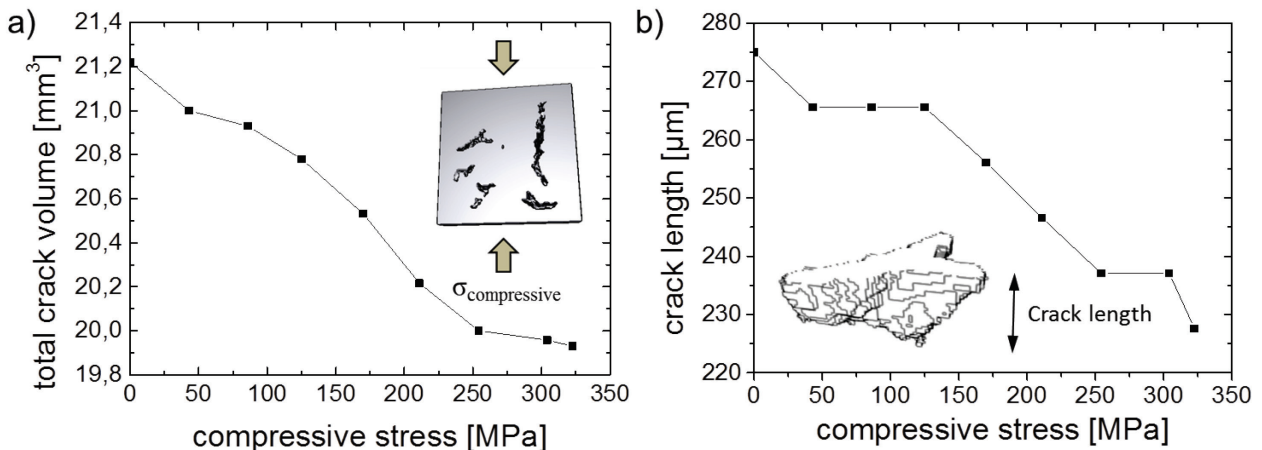 a)
total crack volume [mm³]
21,4
21,2
21,0
20,8
20,6
20,4
20,2
20,0
19,8
0 50 100 150 200 250 300 350
compressive stress [MPa]
σcompressive
b)
crack length [µm]
280
270
260
250
240
230
220
0 50 100 150 200 250 300 350
compressive stress [MPa]
Crack length